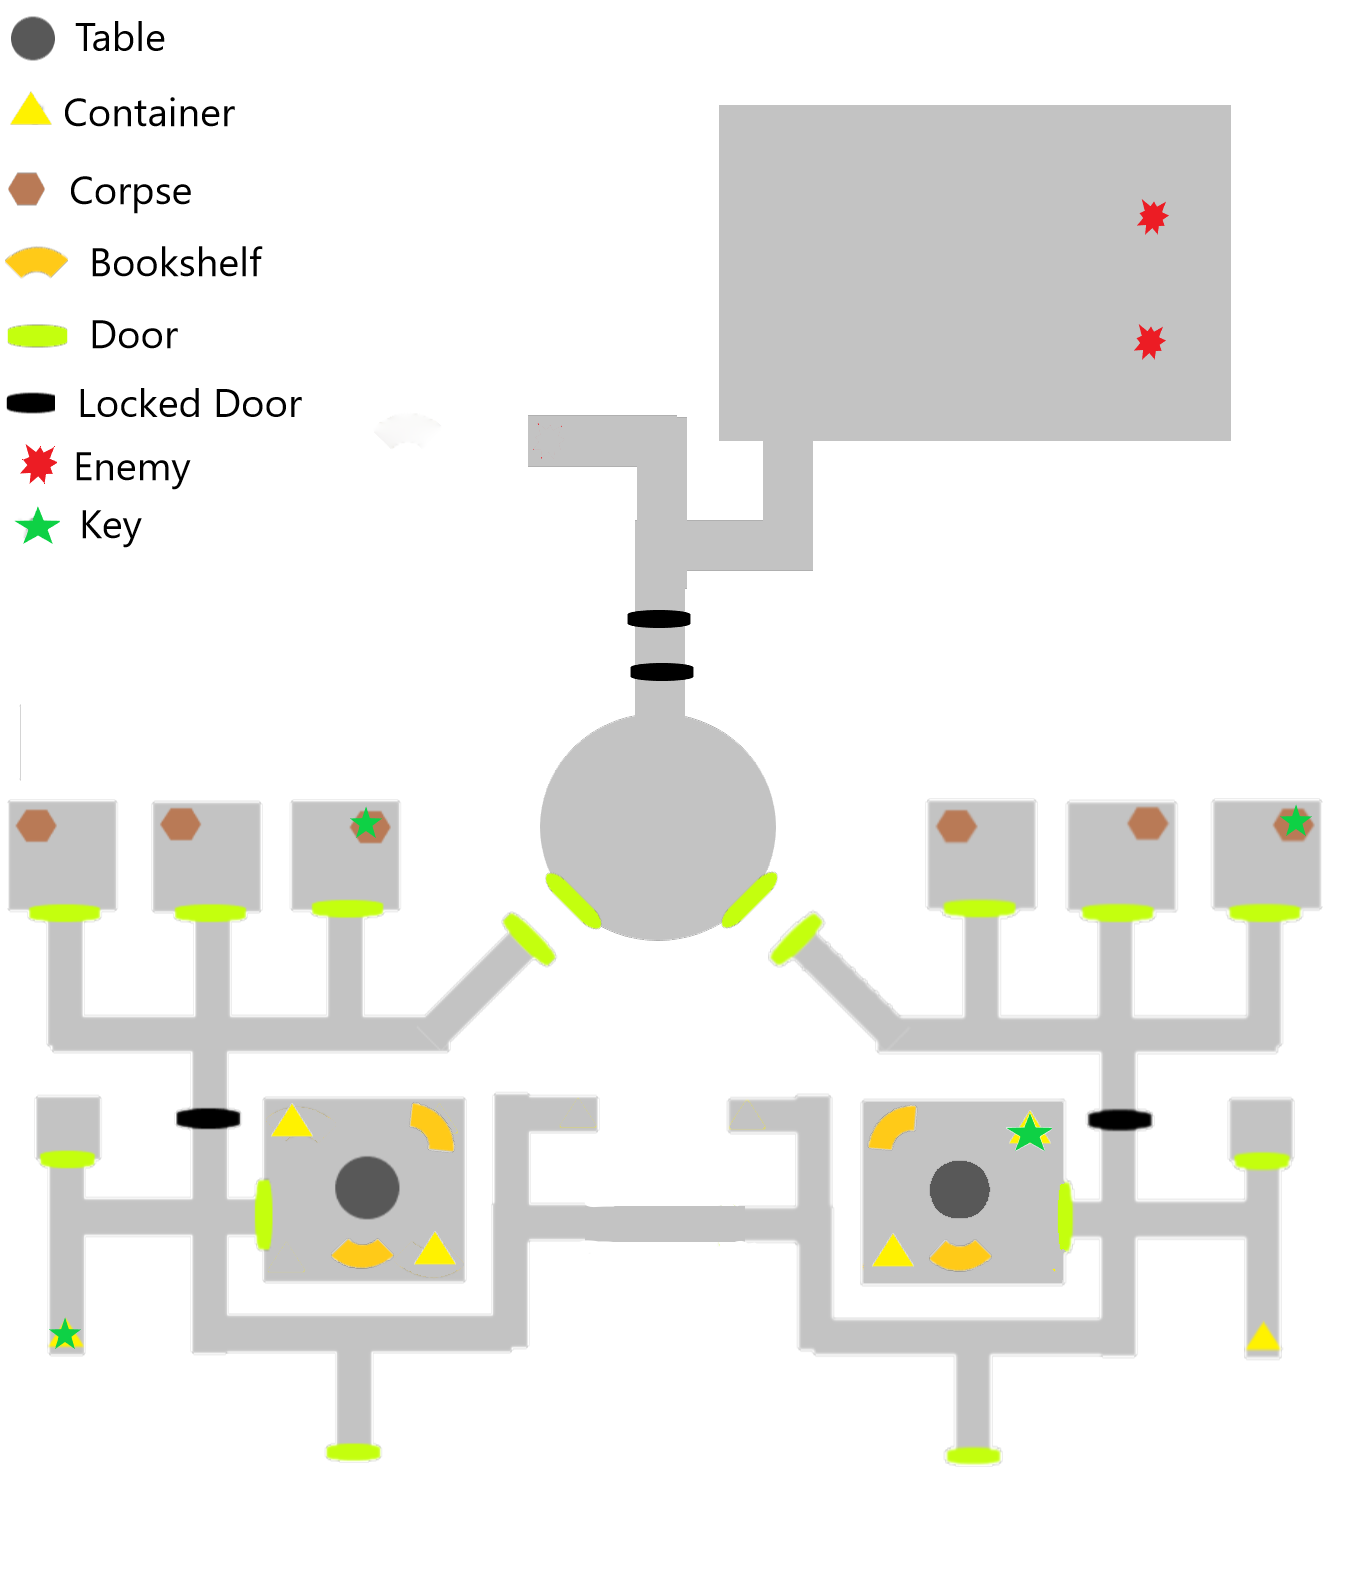 Table
Container
Corpse
Bookshelf
Door
Locked Door
Enemy
Key